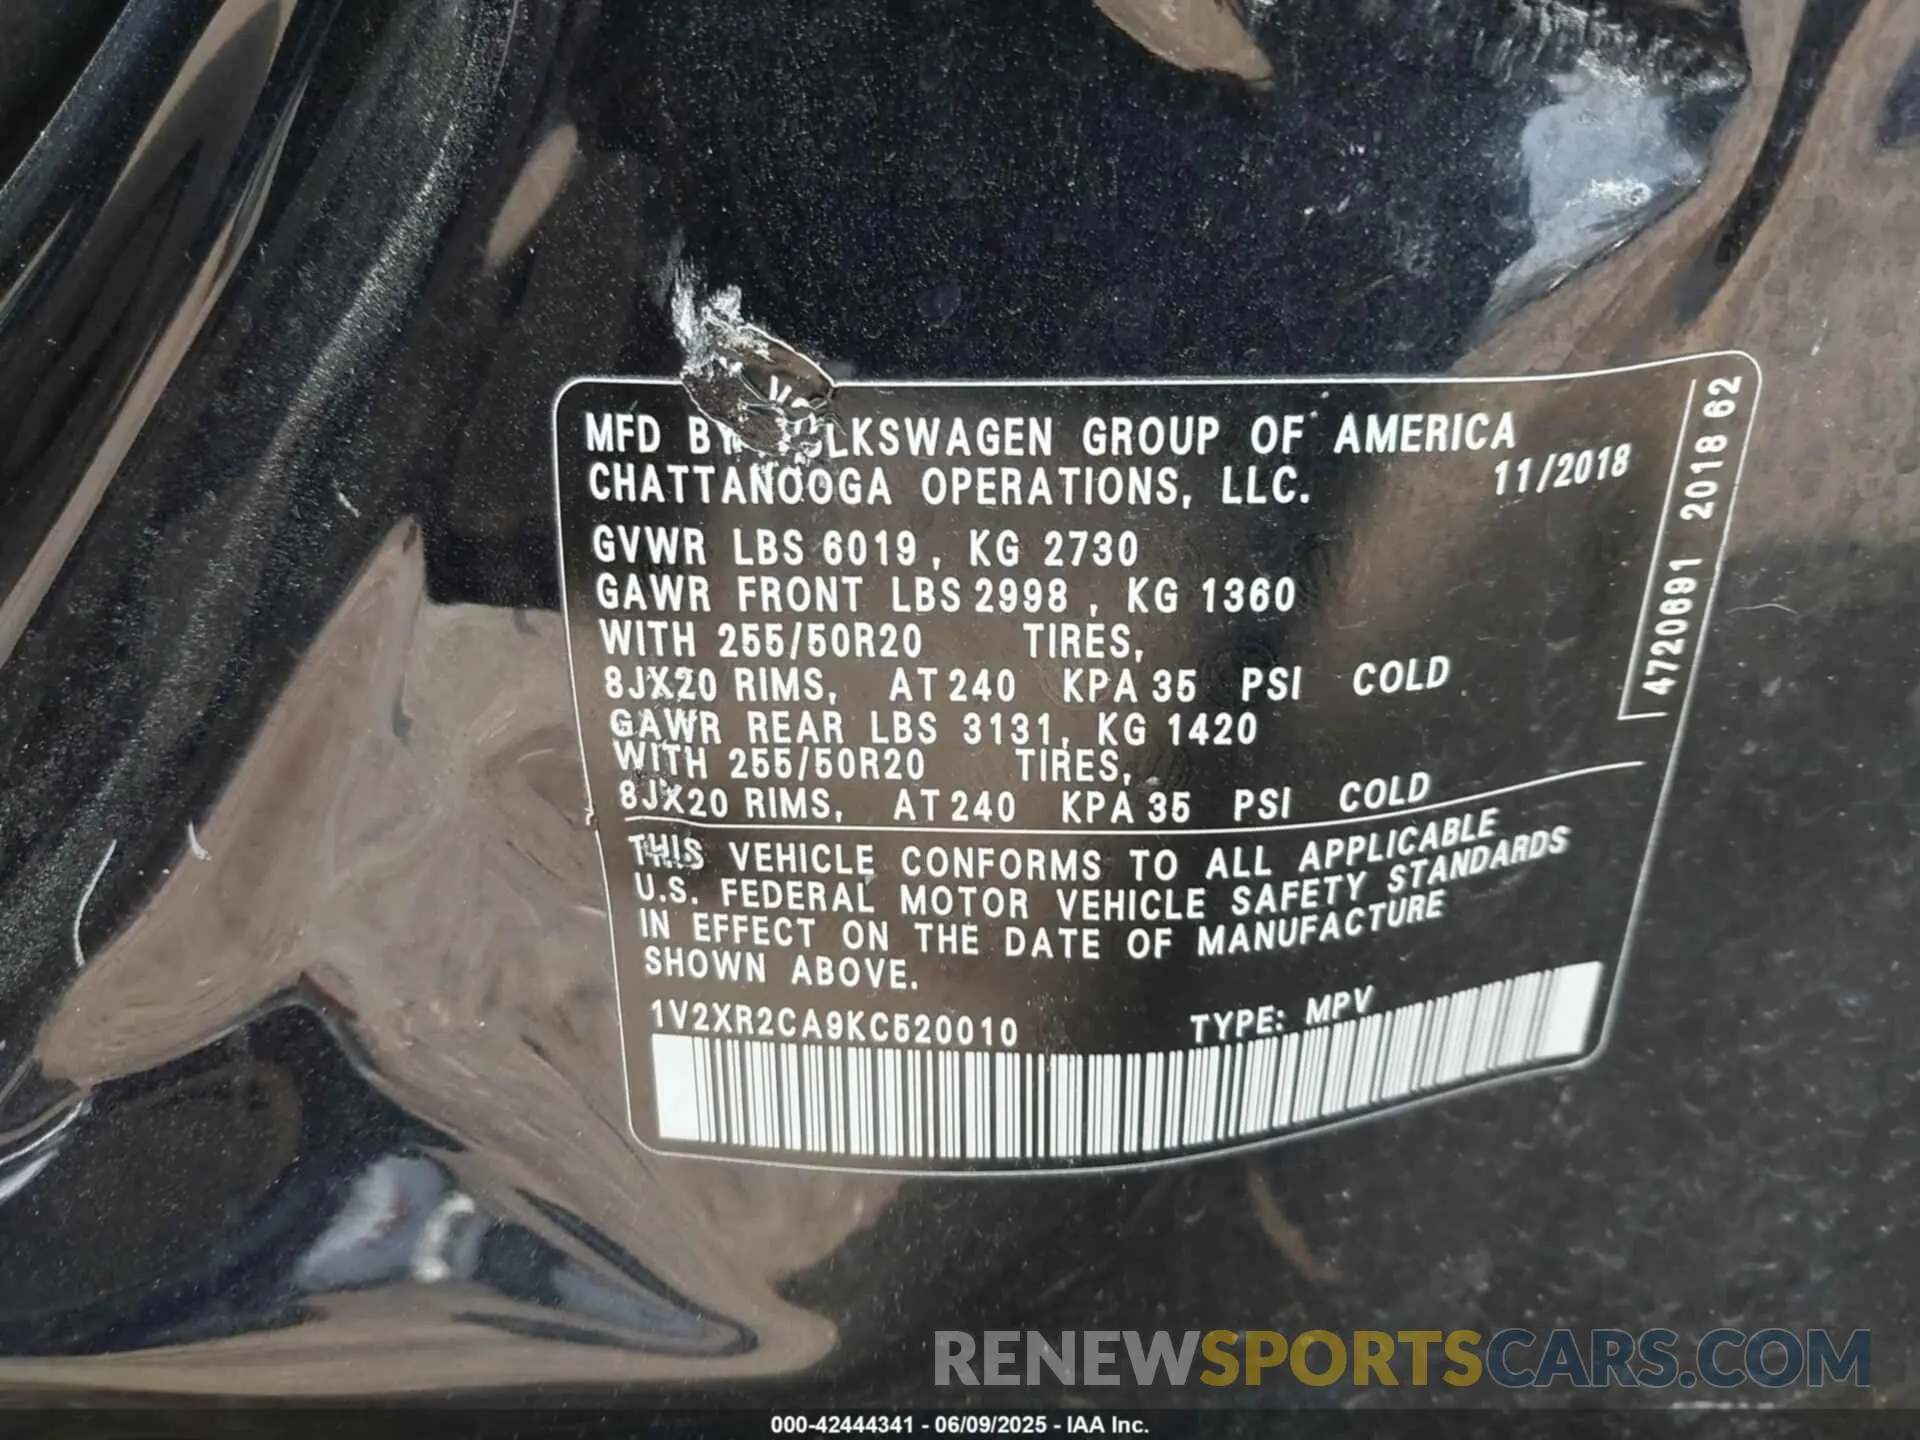 MFD BY VOLKSWAGEN GROUP OF AMERICA
CHATTANOOGA OPERATIONS, LLC. 11/2018
GVWR LBS 6019, KG 2730
GAWR FRONT LBS 2998, KG 1360
WITH 255/50R20 TIRES,
8JX20 RIMS, AT 240 KPA 35 PSI COLD
GAWR REAR LBS 3131, KG 1420
WITH 255/50R20 TIRES,
8JX20 RIMS, AT 240 KPA 35 PSI COLD
THIS VEHICLE CONFORMS TO ALL APPLICABLE
U.S. FEDERAL MOTOR VEHICLE SAFETY STANDARDS
IN EFFECT ON THE DATE OF MANUFACTURE
SHOWN ABOVE.
1V2XR2CA9KC520010 TYPE: MPV
4720691 2018 62
RENEWSPORTSCARS.COM
000-42444341 - 06/09/2025 - IAA Inc.